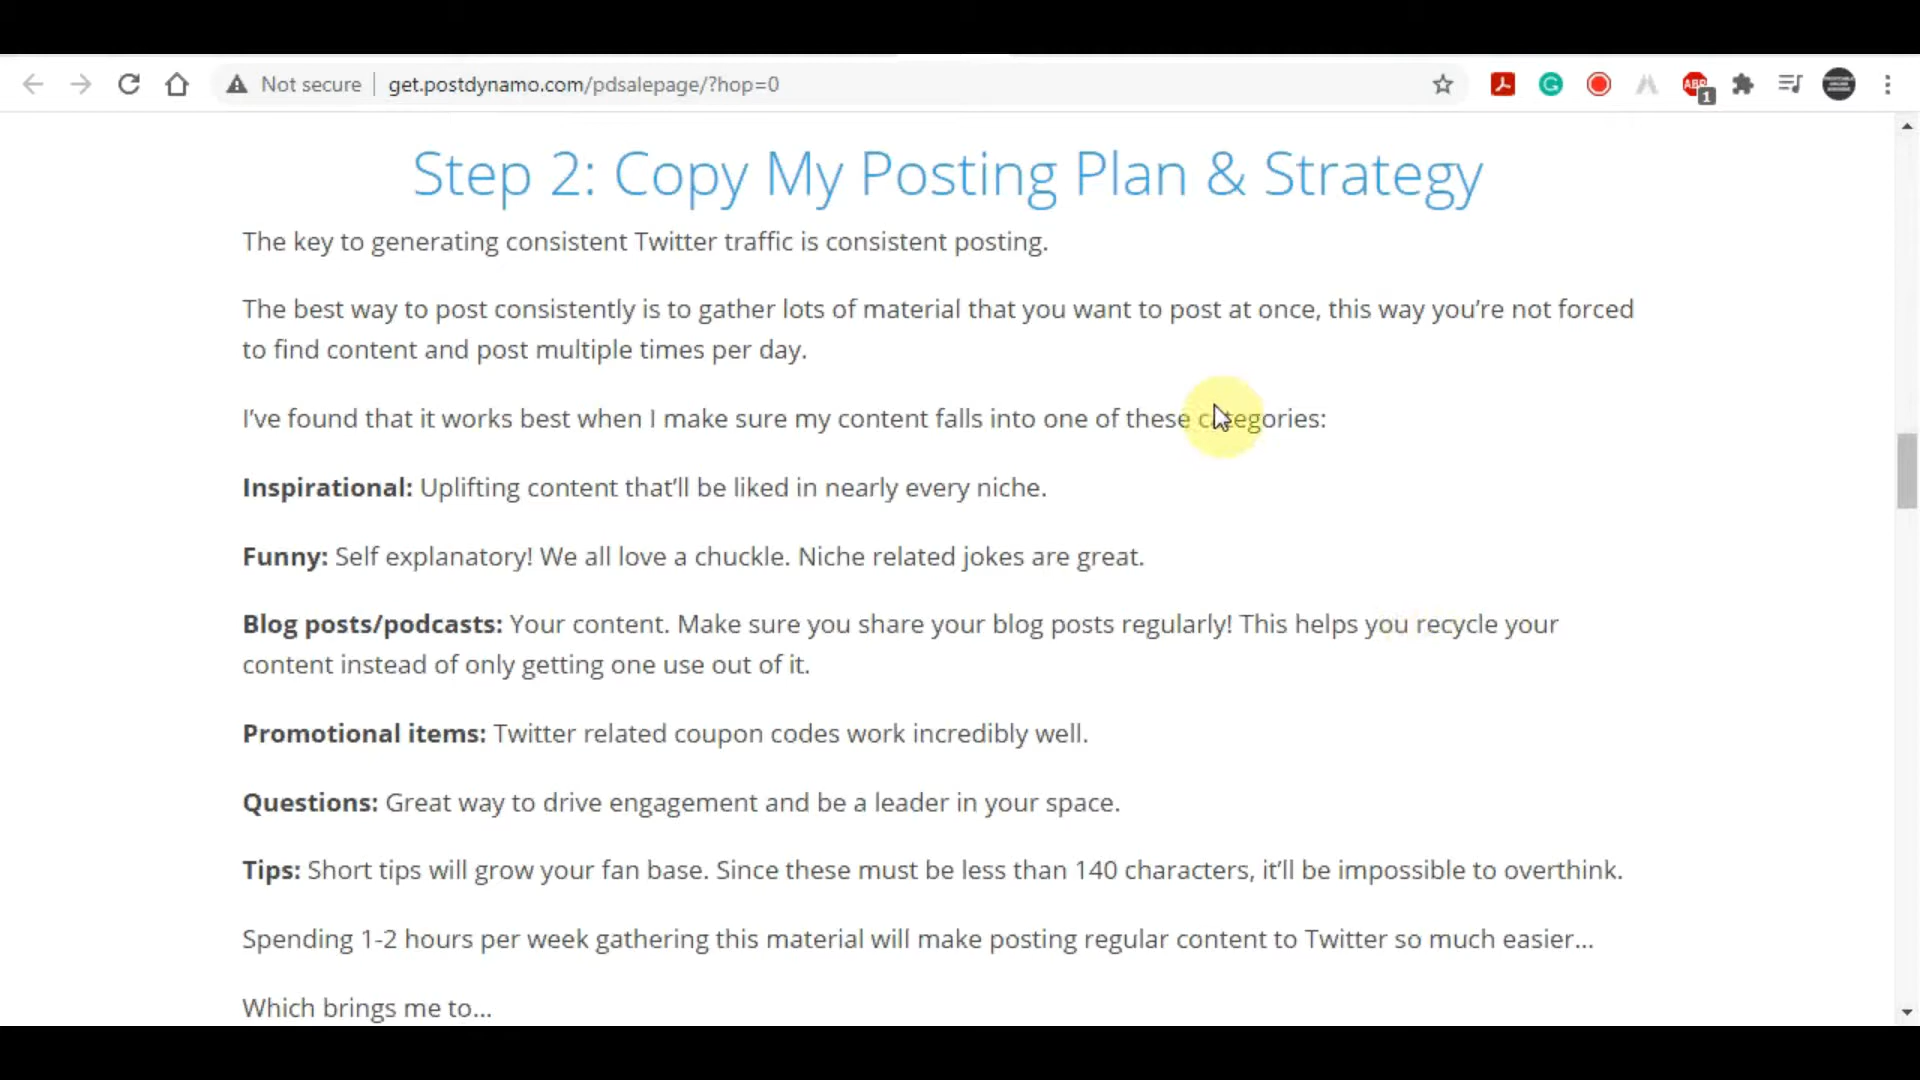 Not secure
get.postdynamo.com/pdsalepage/?hop=0
ABP
1
Step 2: Copy My Posting Plan & Strategy
The key to generating consistent Twitter traffic is consistent posting.
The best way to post consistently is to gather lots of material that you want to post at once, this way you’re not forced
to find content and post multiple times per day.
I’ve found that it works best when I make sure my content falls into one of these categories:
Inspirational: Uplifting content that’ll be liked in nearly every niche.
Funny: Self explanatory! We all love a chuckle. Niche related jokes are great.
Blog posts/podcasts: Your content. Make sure you share your blog posts regularly! This helps you recycle your
content instead of only getting one use out of it.
Promotional items: Twitter related coupon codes work incredibly well.
Questions: Great way to drive engagement and be a leader in your space.
Tips: Short tips will grow your fan base. Since these must be less than 140 characters, it’ll be impossible to overthink.
Spending 1-2 hours per week gathering this material will make posting regular content to Twitter so much easier…
Which brings me to…